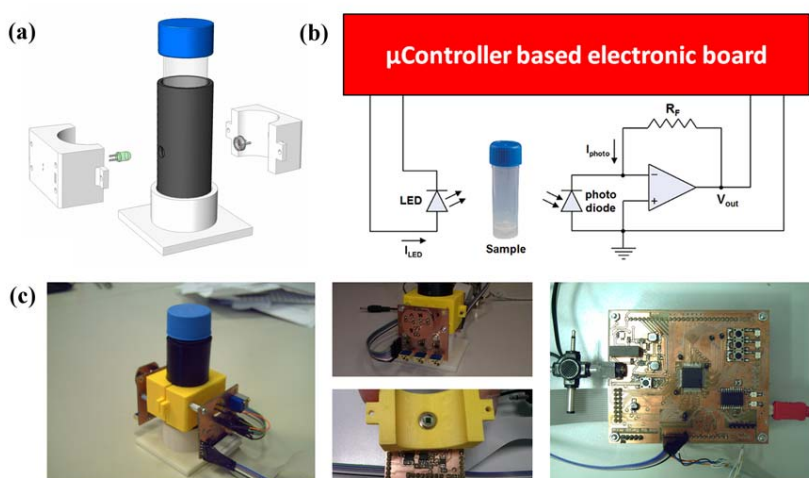 (a)
(b)
µController based electronic board
R_F
I_photo
LED
photo
diode
V_out
I_LED
Sample
(c)